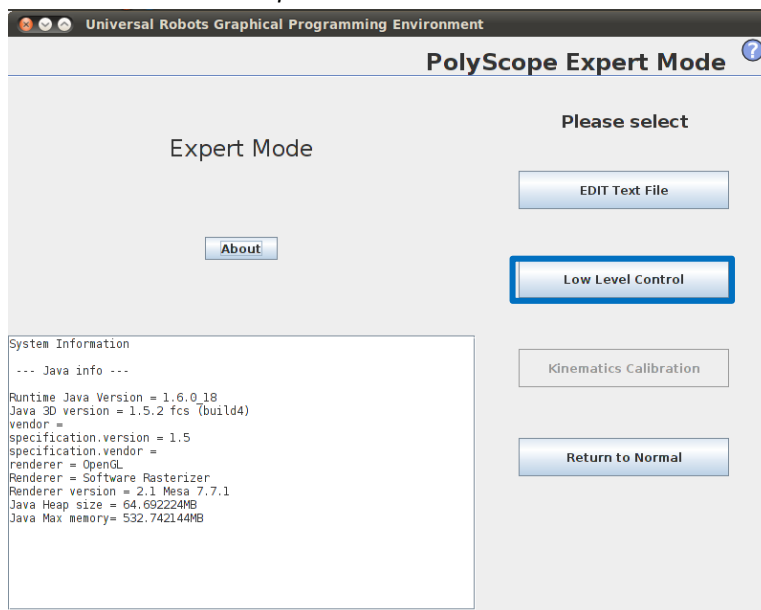 Universal Robots Graphical Programming Environment
PolyScope Expert Mode
?
Please select
Expert Mode
EDIT Text File
About
Low Level Control
System Information
--- Java info ---
Kinematics Calibration
Runtime Java Version = 1.6.0_18
Java 3D version = 1.5.2 fcs (build4)
vendor =
specification.version = 1.5
specification.vendor =
renderer = OpenGL
Renderer = Software Rasterizer
Renderer version = 2.1 Mesa 7.7.1
Java Heap size = 64.692224MB
Java Max memory= 532.742144MB
Return to Normal